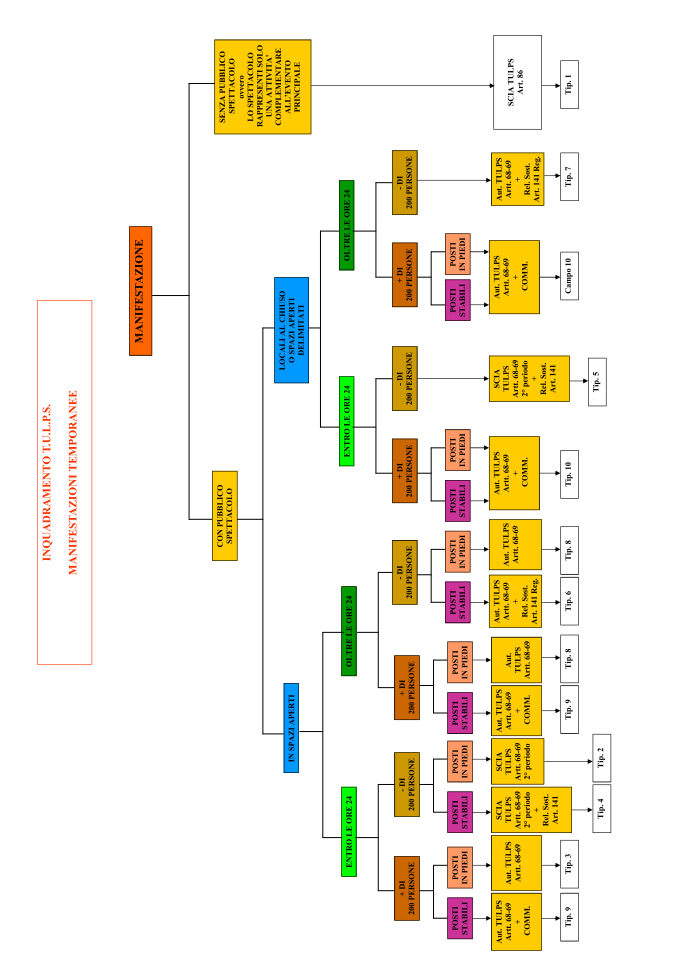 INQUADRAMENTO T.U.L.P.S.
MANIFESTAZIONI TEMPORANEE
MANIFESTAZIONE
CON PUBBLICO
SPETTACOLO
SENZA PUBBLICO
SPETTACOLO
ovvero
LO SPETTACOLO
RAPPRESENTI SOLO
UNA ATTIVITA'
COMPLEMENTARE
ALL'EVENTO
PRINCIPALE
IN SPAZI APERTI
LOCALI AL CHIUSO
O SPAZI APERTI
DELIMITATI
ENTRO LE ORE 24
OLTRE LE ORE 24
ENTRO LE ORE 24
OLTRE LE ORE 24
+ DI
200 PERSONE
- DI
200 PERSONE
+ DI
200 PERSONE
- DI
200 PERSONE
+ DI
200 PERSONE
- DI
200 PERSONE
+ DI
200 PERSONE
- DI
200 PERSONE
POSTI
STABILI
POSTI
IN PIEDI
POSTI
STABILI
POSTI
IN PIEDI
POSTI
STABILI
POSTI
IN PIEDI
POSTI
STABILI
POSTI
IN PIEDI
POSTI
STABILI
POSTI
IN PIEDI
POSTI
STABILI
POSTI
IN PIEDI
Aut. TULPS
Artt. 68-69
+
COMM.
Aut. TULPS
Artt. 68-69
SCIA
TULPS
Artt. 68-69
2° periodo
+
Rel. Sost.
Art. 141
SCIA
TULPS
Artt. 68-69
2° periodo
Aut. TULPS
Artt. 68-69
+
COMM.
Aut.
TULPS
Artt. 68-69
Aut. TULPS
Artt. 68-69
+
Rel. Sost.
Art. 141 Reg.
Aut. TULPS
Artt. 68-69
Aut. TULPS
Artt. 68-69
+
COMM.
SCIA
TULPS
Artt. 68-69
2° periodo
+
Rel. Sost.
Art. 141
Aut. TULPS
Artt. 68-69
+
COMM.
Aut. TULPS
Artt. 68-69
+
Rel. Sost.
Art. 141 Reg.
SCIA TULPS
Art. 86
Tip. 9
Tip. 3
Tip. 4
Tip. 2
Tip. 9
Tip. 8
Tip. 6
Tip. 8
Tip. 10
Tip. 5
Campo 10
Tip. 7
Tip. 1